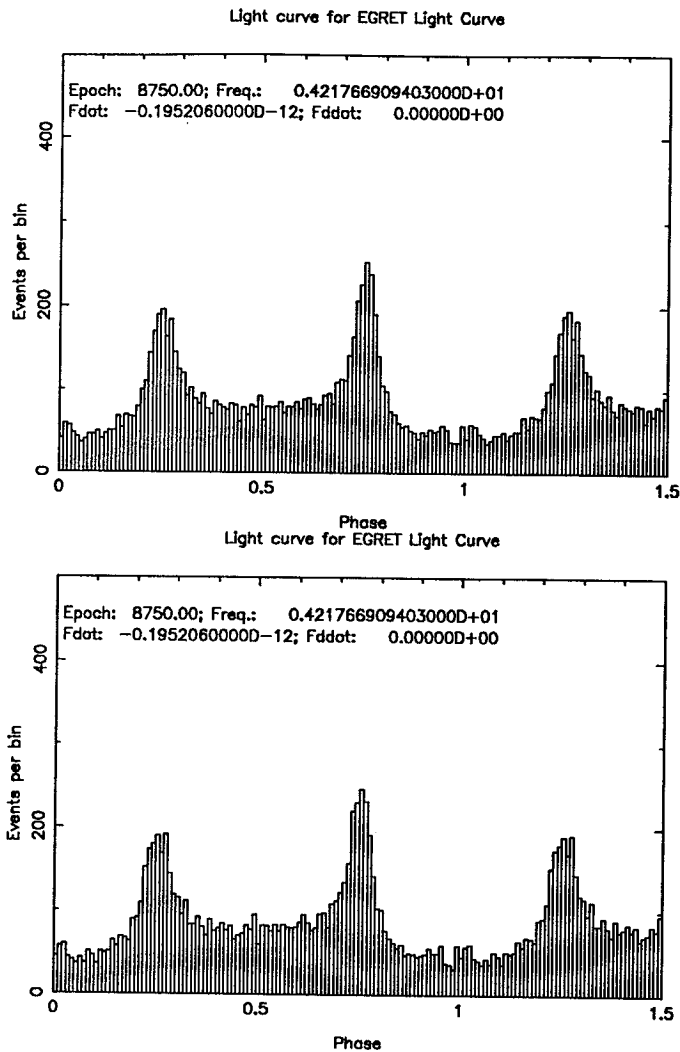 Light curve for EGRET Light Curve
Epoch: 8750.00; Freq.: 0.421766909403000D+01
Fdot: −0.1952060000D−12; Fddot: 0.00000D+00
400
200
0
Events per bin
0 0.5 1 1.5
Phase
Light curve for EGRET Light Curve
Epoch: 8750.00; Freq.: 0.421766909403000D+01
Fdot: −0.1952060000D−12; Fddot: 0.00000D+00
400
200
0
Events per bin
0 0.5 1 1.5
Phase